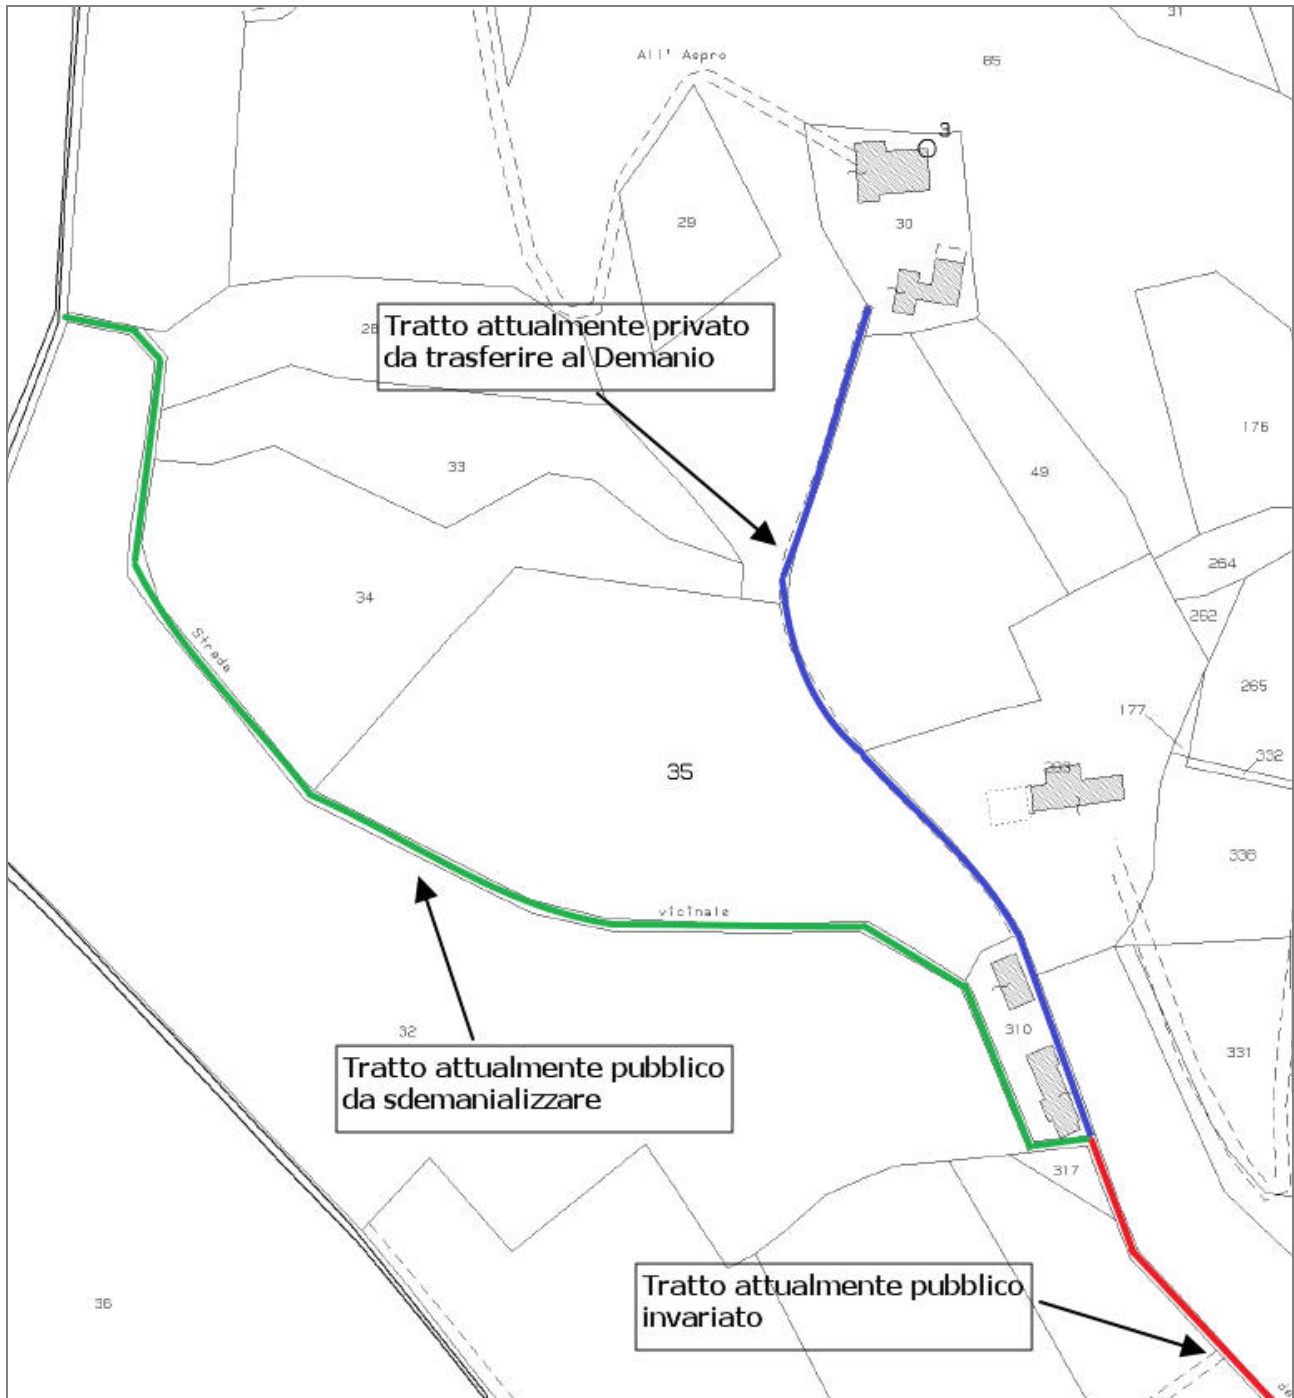 31
All' Aspro
85
3
29
30
28
Tratto attualmente privato
da trasferire al Demanio
176
33
49
264
34
262
Strada
265
177
332
35
338
vicinale
310
32
331
Tratto attualmente pubblico
da sdemanializzare
317
Tratto attualmente pubblico
invariato
36